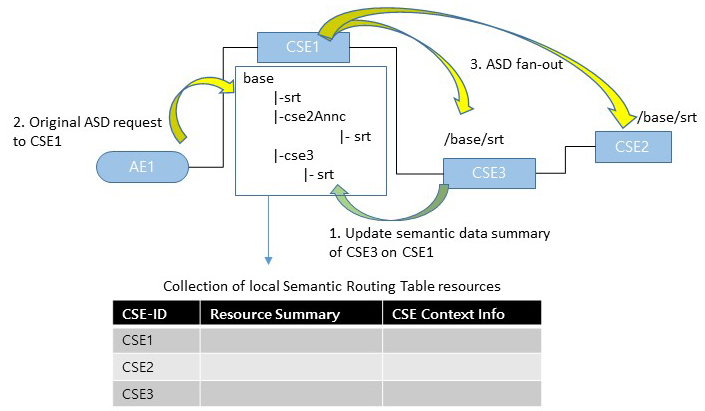 CSE1
3. ASD fan-out
base
|-srt
|-cse2Annc
|- srt
|-cse3
|- srt
2. Original ASD request
to CSE1
AE1
/base/srt
CSE3
/base/srt
CSE2
1. Update semantic data summary
of CSE3 on CSE1
Collection of local Semantic Routing Table resources
CSE-ID Resource Summary CSE Context Info
CSE1
CSE2
CSE3